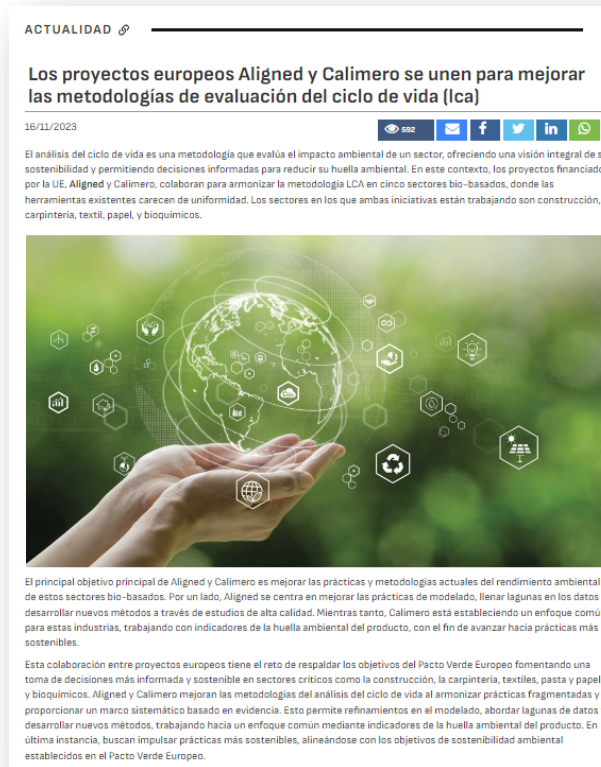 ACTUALIDAD
Los proyectos europeos Aligned y Calimero se unen para mejorar
las metodologías de evaluación del ciclo de vida (lca)
16/11/2023
592
El análisis del ciclo de vida es una metodología que evalúa el impacto ambiental de un sector, ofreciendo una visión integral de s
sostenibilidad y permitiendo decisiones informadas para reducir su huella ambiental. En este contexto, los proyectos financiado
por la UE, Aligned y Calimero, colaboran para armonizar la metodología LCA en cinco sectores bio-basados, donde las
herramientas existentes carecen de uniformidad. Los sectores en los que ambas iniciativas están trabajando son construcción,
carpintería, textil, papel, y bioquímicos.
El principal objetivo principal de Aligned y Calimero es mejorar las prácticas y metodologías actuales del rendimiento ambiental
de estos sectores bio-basados. Por un lado, Aligned se centra en mejorar las prácticas de modelado, llenar lagunas en los datos
desarrollar nuevos métodos a través de estudios de alta calidad. Mientras tanto, Calimero está estableciendo un enfoque comú
para estas industrias, trabajando con indicadores de la huella ambiental del producto, con el fin de avanzar hacia prácticas más
sostenibles.
Esta colaboración entre proyectos europeos tiene el reto de respaldar los objetivos del Pacto Verde Europeo fomentando una
toma de decisiones más informada y sostenible en sectores críticos como la construcción, la carpintería, textiles, pasta y papel
y bioquímicos. Aligned y Calimero mejoran las metodologías del análisis del ciclo de vida al armonizar prácticas fragmentadas y
proporcionar un marco sistemático basado en evidencia. Esto permite refinamientos en el modelado, abordar lagunas de datos
desarrollar nuevos métodos, trabajando hacia un enfoque común mediante indicadores de la huella ambiental del producto. En
última instancia, buscan impulsar prácticas más sostenibles, alineándose con los objetivos de sostenibilidad ambiental
establecidos en el Pacto Verde Europeo.